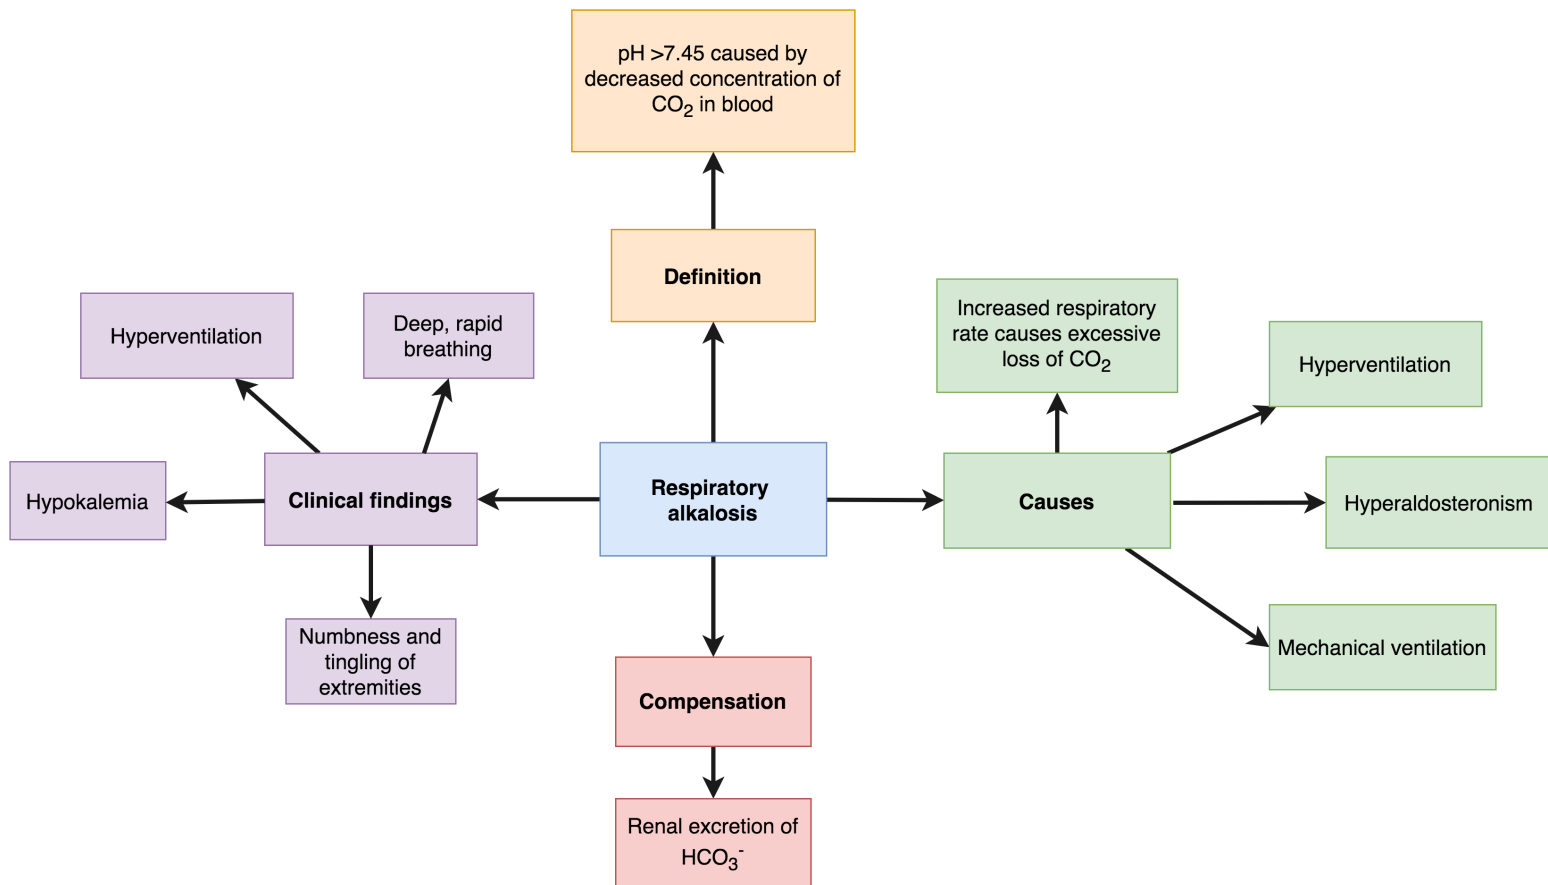 pH >7.45 caused by
decreased concentration of
CO₂ in blood
Definition
Hyperventilation
Deep, rapid
breathing
Hypokalemia
Clinical findings
Numbness and
tingling of
extremities
Respiratory
alkalosis
Increased respiratory
rate causes excessive
loss of CO₂
Hyperventilation
Causes
Hyperaldosteronism
Mechanical ventilation
Compensation
Renal excretion of
HCO₃⁻